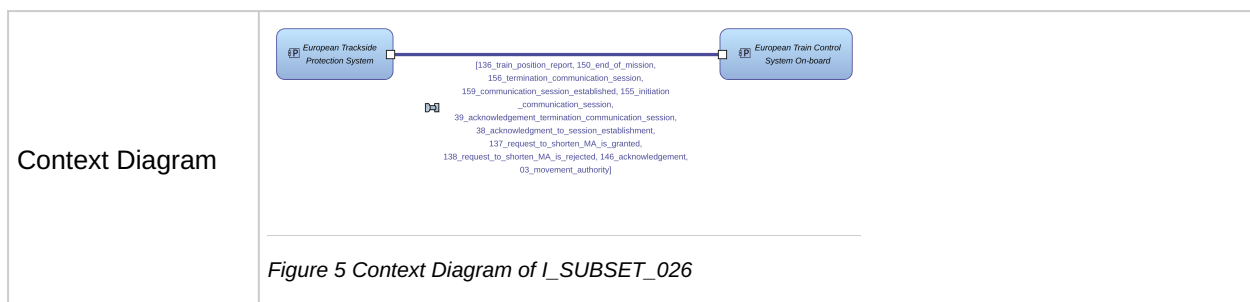 Context Diagram
P European Trackside
Protection System
P European Train Control
System On-board
[136_train_position_report, 150_end_of_mission,
156_termination_communication_session,
159_communication_session_established, 155_initiation
_communication_session,
39_acknowledgement_termination_communication_session,
38_acknowledgment_to_session_establishment,
137_request_to_shorten_MA_is_granted,
138_request_to_shorten_MA_is_rejected, 146_acknowledgement,
03_movement_authority]
Figure 5 Context Diagram of I_SUBSET_026